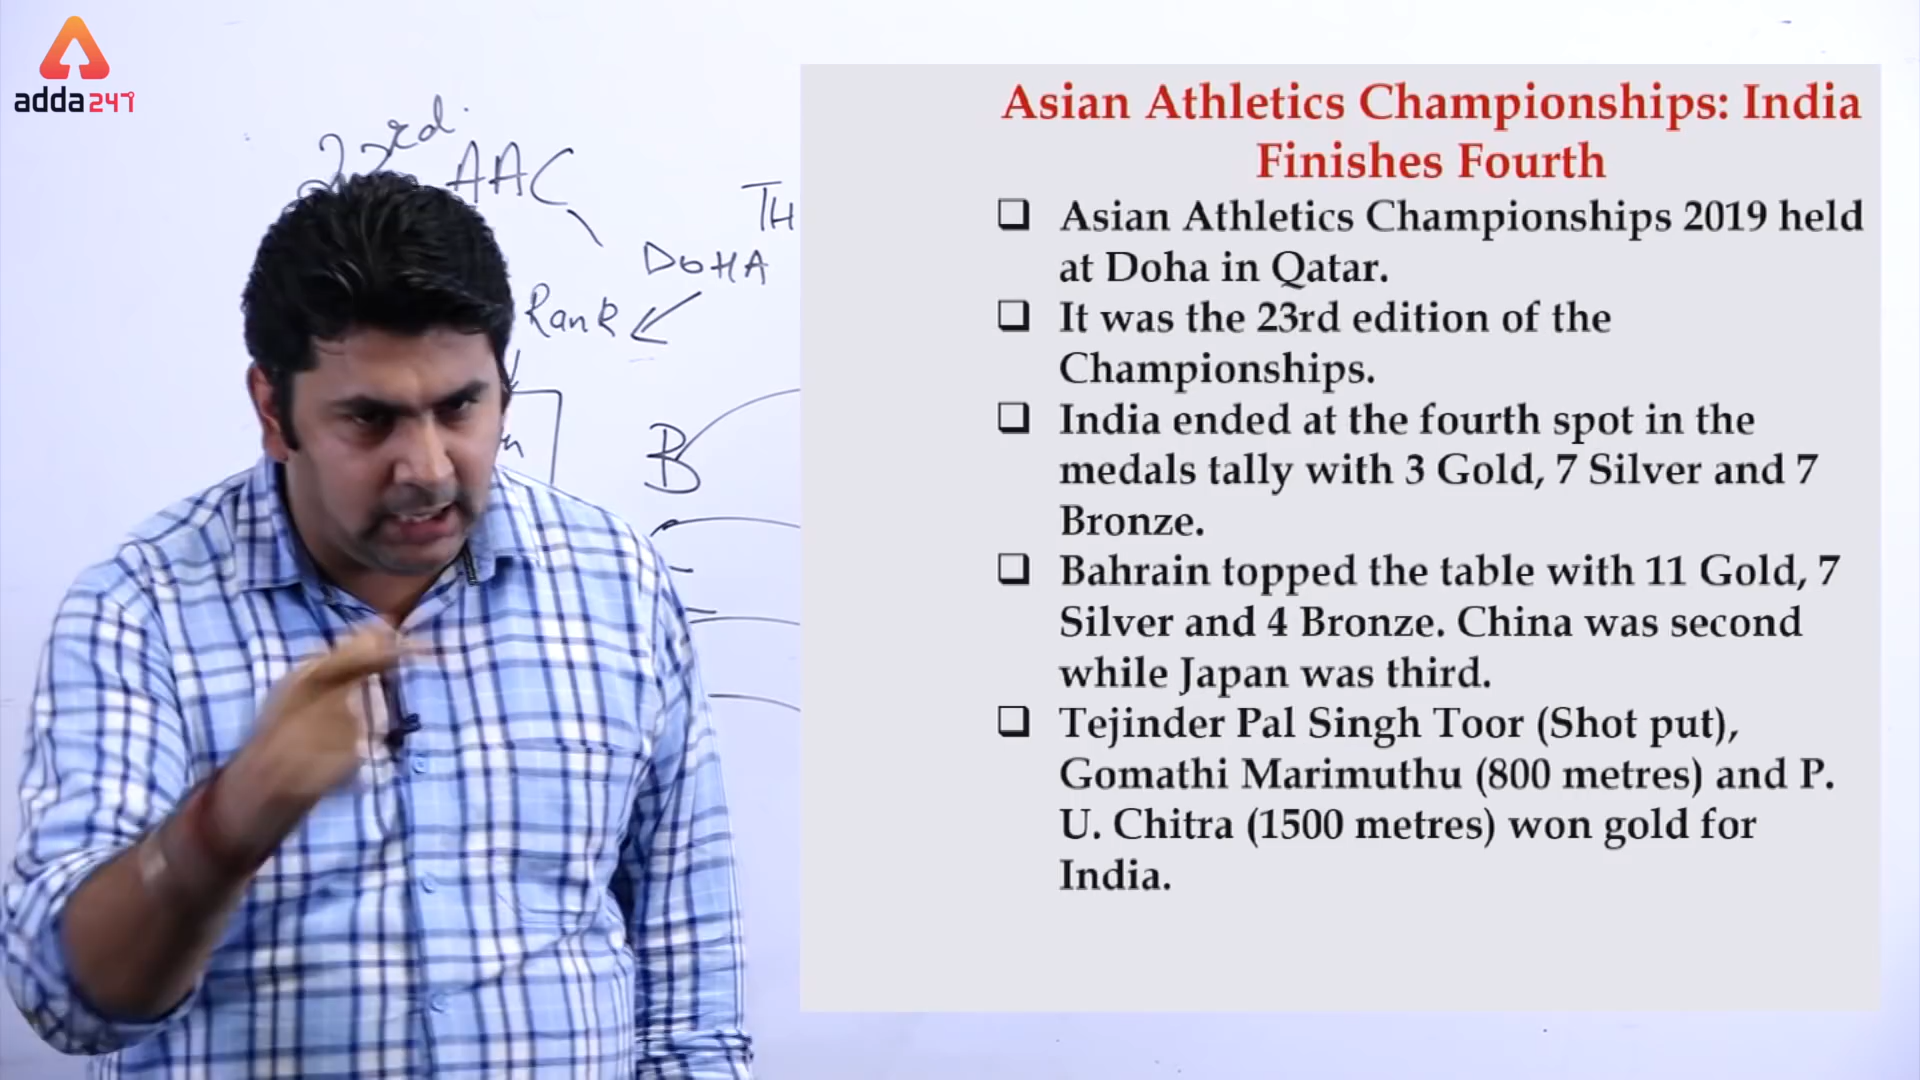 adda247
23rd AAC
TH
DOHA
Rank
B
Asian Athletics Championships: India
Finishes Fourth
❑ Asian Athletics Championships 2019 held
at Doha in Qatar.
❑ It was the 23rd edition of the
Championships.
❑ India ended at the fourth spot in the
medals tally with 3 Gold, 7 Silver and 7
Bronze.
❑ Bahrain topped the table with 11 Gold, 7
Silver and 4 Bronze. China was second
while Japan was third.
❑ Tejinder Pal Singh Toor (Shot put),
Gomathi Marimuthu (800 metres) and P.
U. Chitra (1500 metres) won gold for
India.